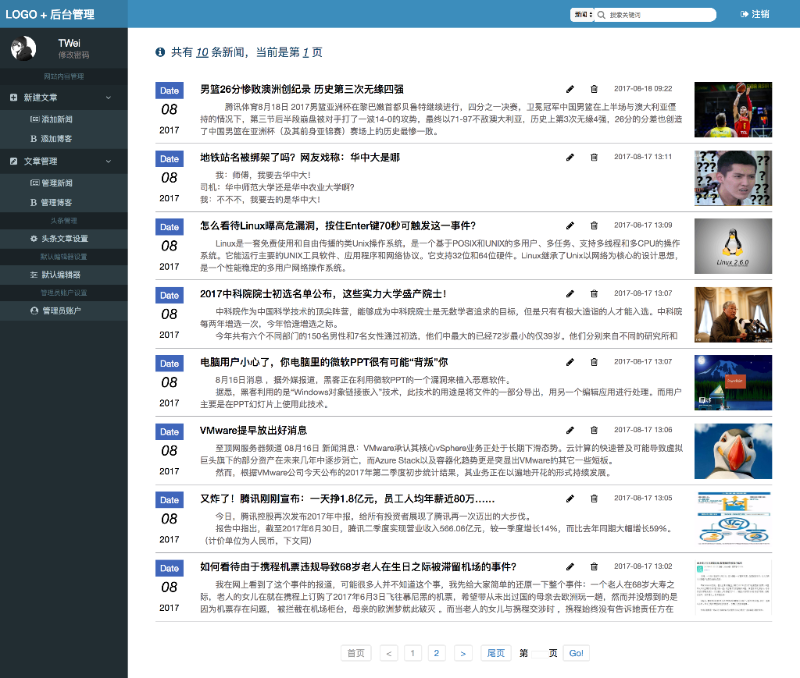 LOGO + 后台管理
新闻
搜索关键词
注销
TWei
修改密码
网站内容管理
新建文章
添加新闻
B 添加博客
文章管理
管理新闻
B 管理博客
头条管理
头条文章设置
默认编辑器设置
默认编辑器
管理员账户设置
管理员账户
共有 10 条新闻，当前是第 1 页
Date
08
2017
男篮26分惨败澳洲创纪录 历史第三次无缘四强
2017-08-18 09:22
腾讯体育8月18日 2017男篮亚洲杯在黎巴嫩首都贝鲁特继续进行，四分之一决赛，卫冕冠军中国男篮在上半场与澳大利亚僵
持的情况下，第三节后半段崩盘被对手打了一波14-0的攻势，最终以71-97不敌澳大利亚，历史上第3次无缘4强，26分的分差也创造
了中国男篮在亚洲杯（及其前身亚锦赛）赛场上的历史最惨一败。
Date
08
2017
地铁站名被绑架了吗？网友戏称：华中大是哪
2017-08-17 13:11
我：师傅，我要去华中大！
司机：华中师范大学还是华中农业大学啊？
我：不不不，我要去的是华中大！
Date
08
2017
怎么看待Linux曝高危漏洞，按住Enter键70秒可触发这一事件？
2017-08-17 13:09
Linux是一套免费使用和自由传播的类Unix操作系统，是一个基于POSIX和UNIX的多用户、多任务、支持多线程和多CPU的操作
系统。它能运行主要的UNIX工具软件、应用程序和网络协议。它支持32位和64位硬件。Linux继承了Unix以网络为核心的设计思想，
是一个性能稳定的多用户网络操作系统。
Linux 2.6.0
Date
08
2017
2017中科院院士初选名单公布，这些实力大学盛产院士！
2017-08-17 13:07
中科院作为中国科学技术的顶尖阵营，能够成为中科院院士是无数学者追求的目标，但是只有有极大造诣的人才能入选。中科院
每两年增选一次，今年恰逢增选之际。
今年共有六个不同部门的150名男性和7名女性通过初选，他们中最大的已经72岁最小的仅39岁。他们分别来自不同的研究所和
Date
08
2017
电脑用户小心了，你电脑里的微软PPT很有可能“背叛”你
2017-08-17 13:07
8月16日消息 ，据外媒报道，黑客正在利用微软PPT的一个漏洞来植入恶意软件。
据悉，黑客利用的是“Windows对象链接嵌入”技术，此技术的用途是将文件的一部分导出，用另一个编辑应用进行处理。而用户
主要是在PPT幻灯片上使用此技术。
Date
08
2017
VMware提早放出好消息
2017-08-17 13:06
至顶网服务器频道 08月16日 新闻消息：VMware承认其核心vSphere业务正处于长期下滑态势。云计算的快速普及可能导致虚拟
巨头旗下的部分资产在未来几年中逐步消亡，而Azure Stack以及容器化趋势更是突显出VMware约其它一些短板。
然而，根据VMware公司今天公布的2017年第二季度初步统计结果，其业务正在以遍地开花的形式持续发展。
Date
08
2017
又炸了！腾讯刚刚宣布：一天挣1.8亿元，员工人均年薪近80万……
2017-08-17 13:05
今日，腾讯控股再次发布2017年中报，给所有投资者展现了腾讯再一次迈出的大步伐。
报告中指出，截至2017年6月30日，腾讯二季度实现营业收入566.06亿元，较一季度增长14%，而比去年同期大幅增长59%。
（计价单位为人民币，下文同）
Date
08
2017
如何看待由于携程机票违规导致68岁老人在生日之际被滞留机场的事件？
2017-08-17 13:02
我在网上看到了这个事件的报道，可能很多人并不知道这个事，我先给大家简单的还原一下整个事件：一个老人在68岁大寿之
际，老人的女儿在就在携程上订购了2017年6月3日飞往慕尼黑的机票，希望带从未出过国的母亲去欧洲玩一趟，然而并没想到的是
因为机票存在问题， 被拦截在机场柜台，母亲的欧洲梦就此破灭 。而当老人的女儿与携程交涉时 ，携程始终没有告诉她责任方在
首页 < 1 2 > 尾页 第 页 Go!